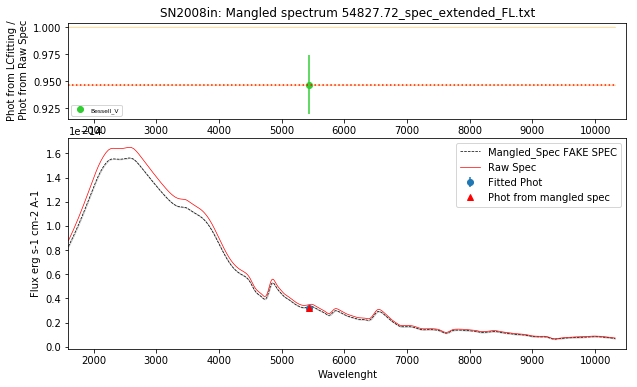 SN2008in: Mangled spectrum 54827.72_spec_extended_FL.txt
Phot from LCfitting /
Phot from Raw Spec
1.000
0.975
0.950
0.925
Bessell_V
2000 3000 4000 5000 6000 7000 8000 9000 10000
1e-14
Flux erg s-1 cm-2 A-1
1.6
1.4
1.2
1.0
0.8
0.6
0.4
0.2
0.0
Mangled_Spec FAKE SPEC
Raw Spec
Fitted Phot
Phot from mangled spec
2000 3000 4000 5000 6000 7000 8000 9000 10000
Wavelenght